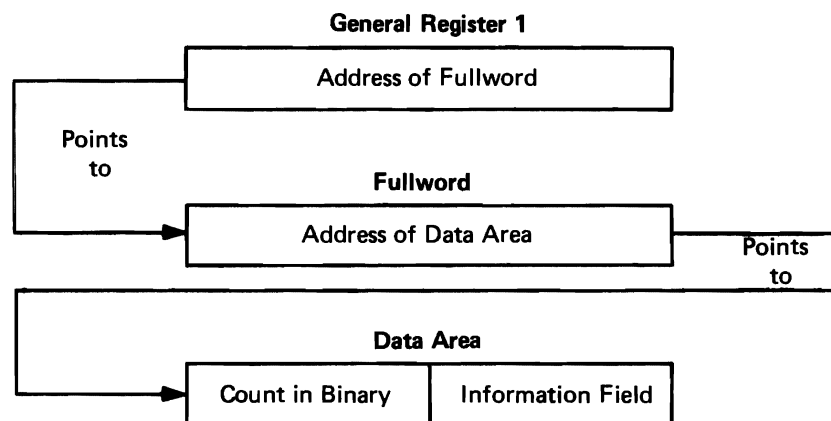 General Register 1
Address of Fullword
Points
to
Fullword
Address of Data Area
Points
to
Data Area
Count in Binary
Information Field